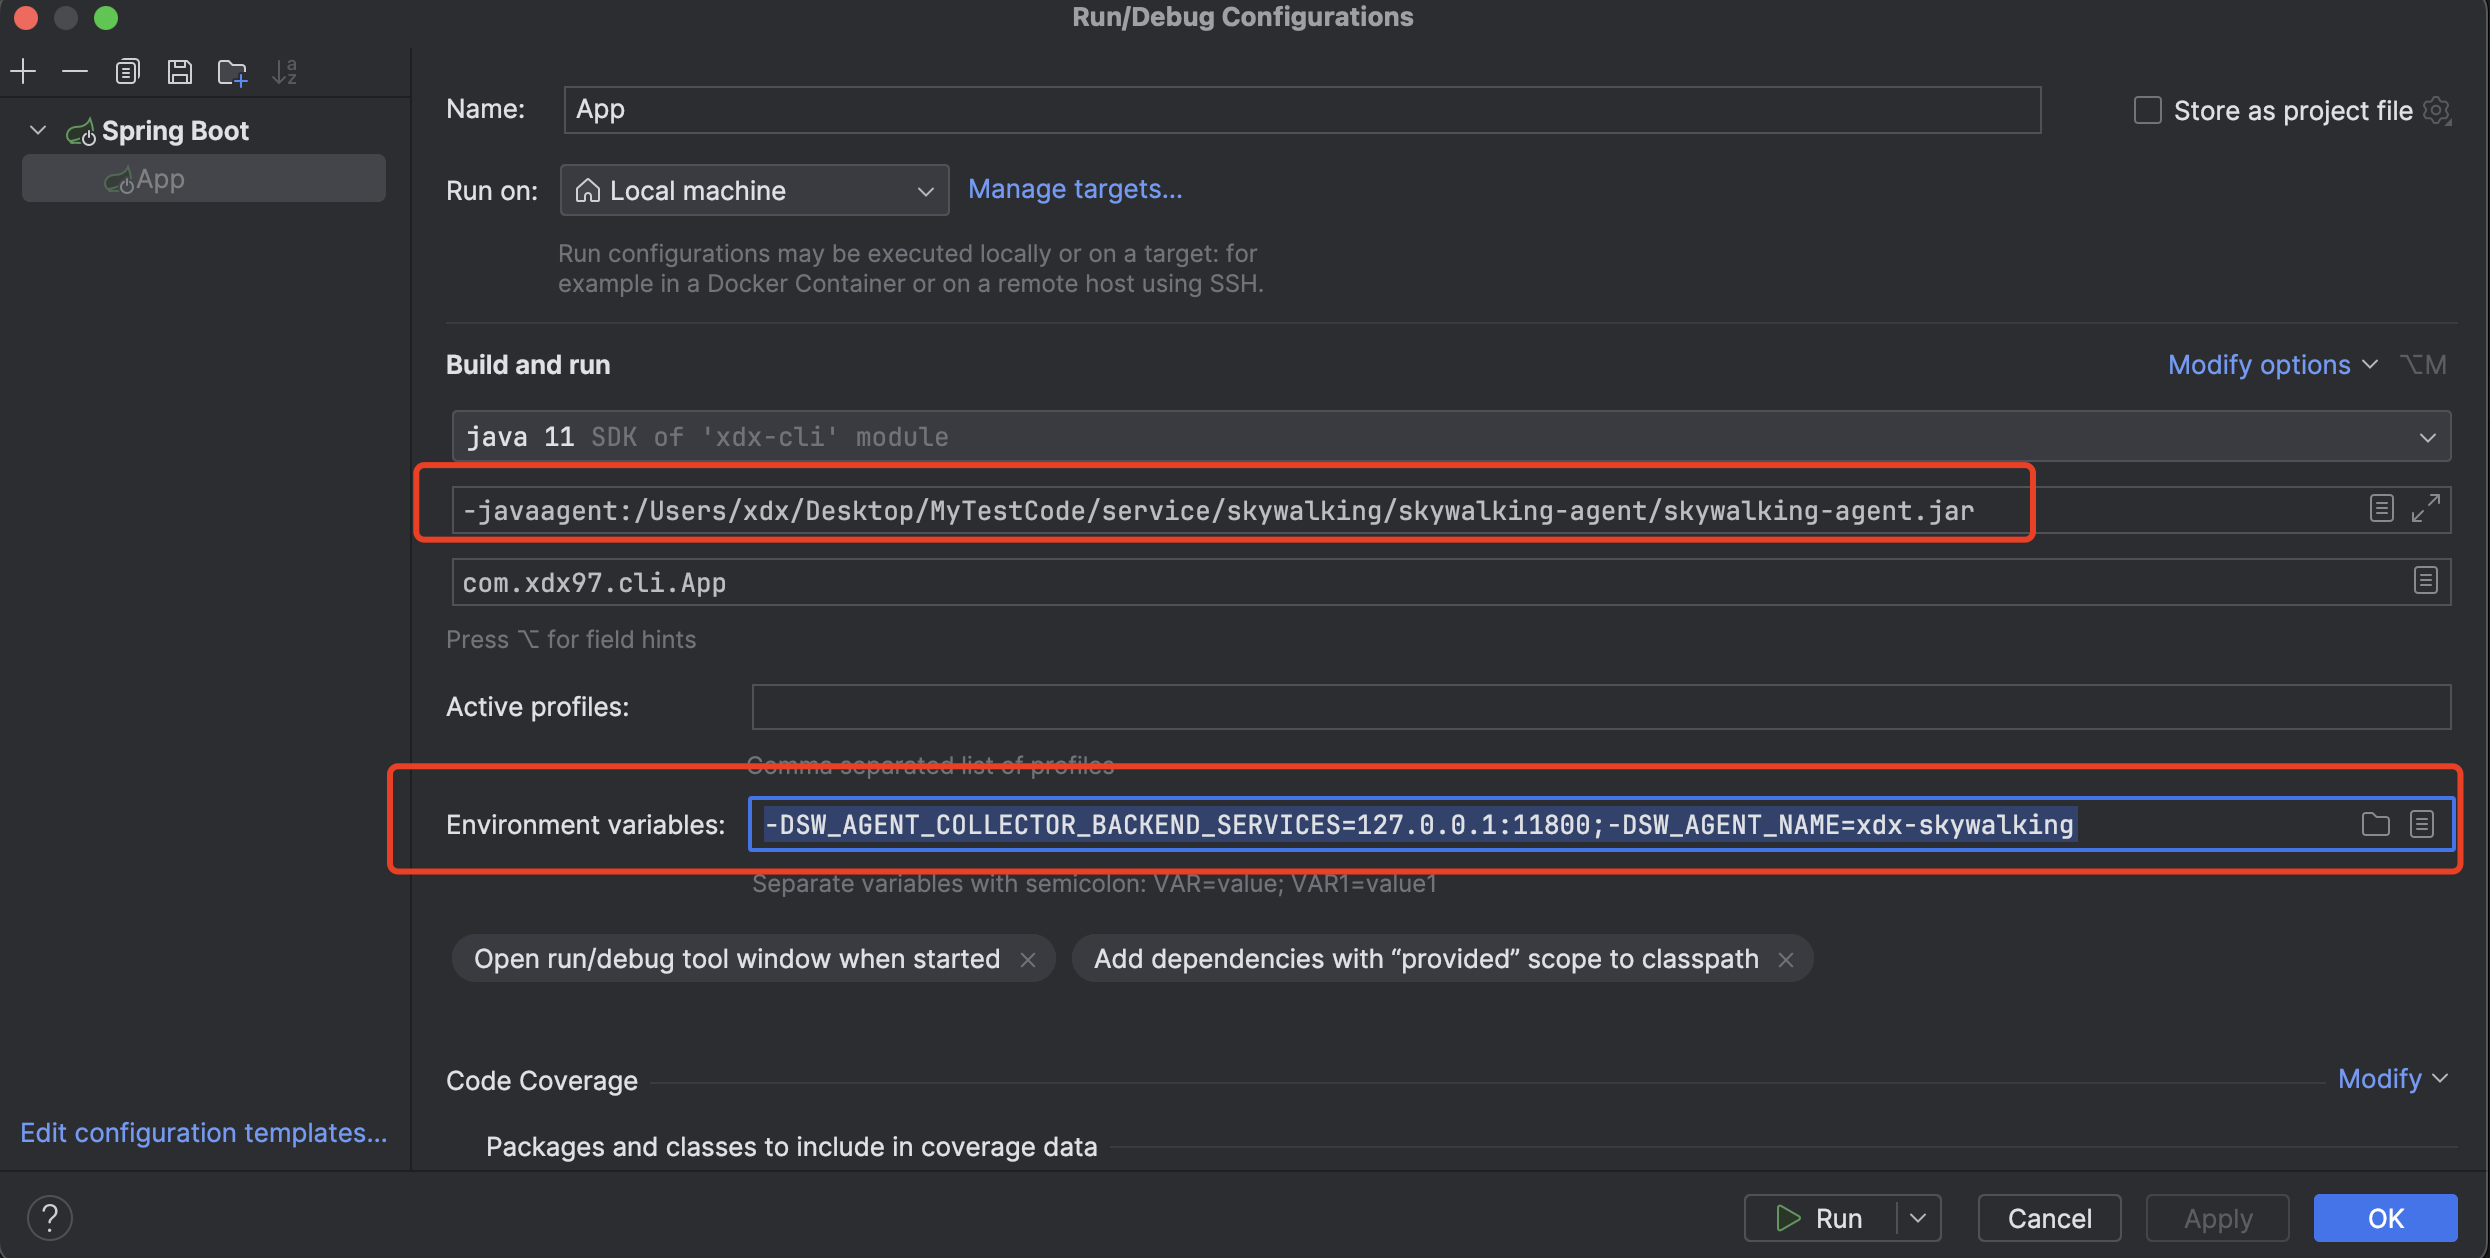 Run/Debug Configurations
Spring Boot
App
Edit configuration templates...
Name: App
Store as project file
Run on: Local machine Manage targets...
Run configurations may be executed locally or on a target: for
example in a Docker Container or on a remote host using SSH.
Build and run
Modify options ⌥M
java 11 SDK of 'xdx-cli' module
-javaagent:/Users/xdx/Desktop/MyTestCode/service/skywalking/skywalking-agent/skywalking-agent.jar
com.xdx97.cli.App
Press ⌥ for field hints
Active profiles:
Comma separated list of profiles
Environment variables: -DSW_AGENT_COLLECTOR_BACKEND_SERVICES=127.0.0.1:11800;-DSW_AGENT_NAME=xdx-skywalking
Separate variables with semicolon: VAR=value; VAR1=value1
Open run/debug tool window when started × Add dependencies with “provided” scope to classpath ×
Code Coverage Modify
Packages and classes to include in coverage data
? Run Cancel Apply OK